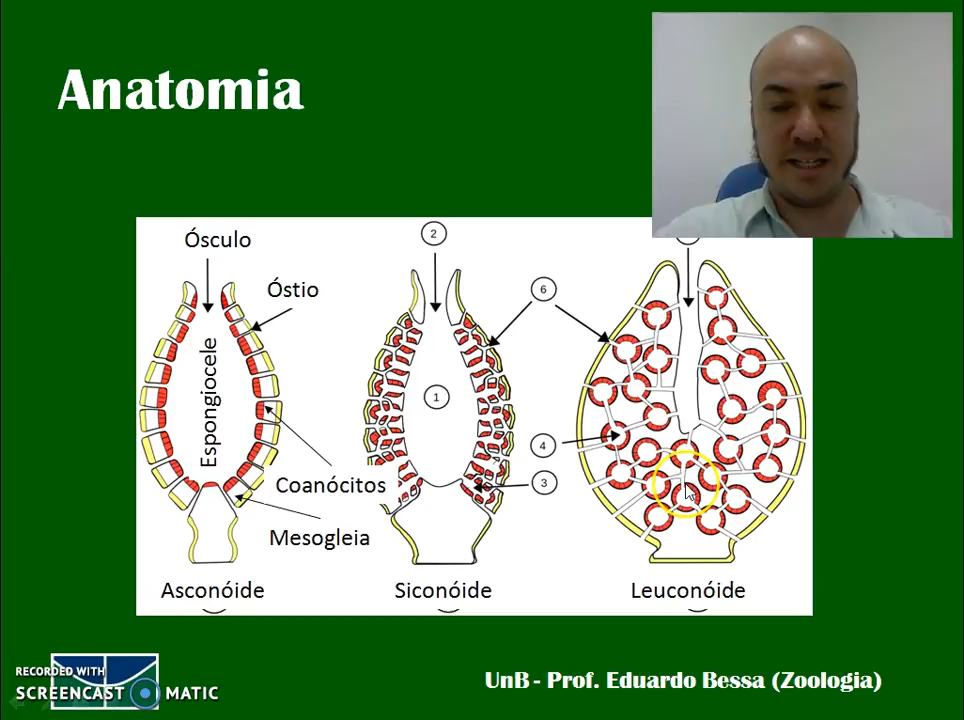 Anatomia
Ósculo
2
Óstio
6
Espongiocele
1
4
3
Coanócitos
Mesogleia
Asconóide
Siconóide
Leuconóide
RECORDED WITH
SCREENCAST MATIC
UnB - Prof. Eduardo Bessa (Zoologia)